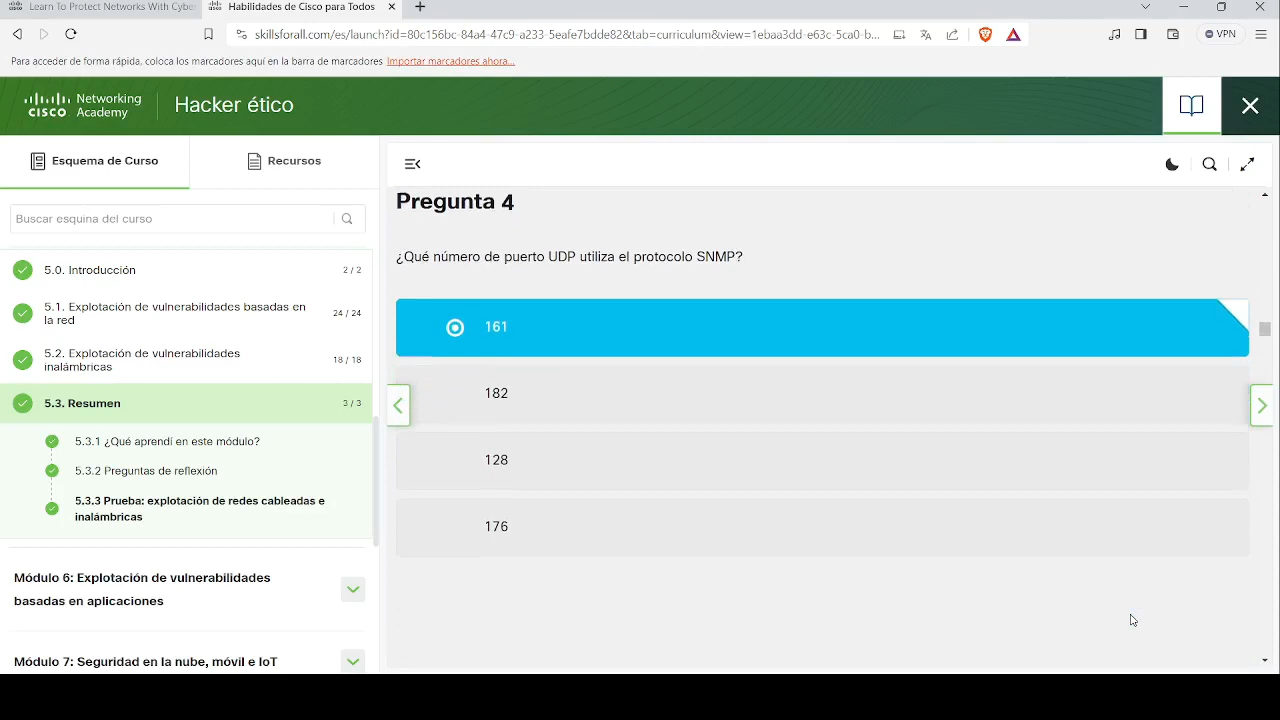 Learn To Protect Networks With Cybe
Habilidades de Cisco para Todos
skillsforall.com/es/launch?id=80c156bc-84a4-47c9-a233-5eafe7bdde82&tab=curriculum&view=1ebaa3dd-e63c-5ca0-b...
VPN
Para acceder de forma rápida, coloca los marcadores aquí en la barra de marcadores Importar marcadores ahora...
Networking
CISCO Academy
Hacker ético
Esquema de Curso
Recursos
Buscar esquina del curso
5.0. Introducción 2 / 2
5.1. Explotación de vulnerabilidades basadas en
la red
24 / 24
5.2. Explotación de vulnerabilidades
inalámbricas
18 / 18
5.3. Resumen 3 / 3
5.3.1 ¿Qué aprendí en este módulo?
5.3.2 Preguntas de reflexión
5.3.3 Prueba: explotación de redes cableadas e
inalámbricas
Módulo 6: Explotación de vulnerabilidades
basadas en aplicaciones
Módulo 7: Seguridad en la nube, móvil e IoT
Pregunta 4
¿Qué número de puerto UDP utiliza el protocolo SNMP?
161
182
128
176